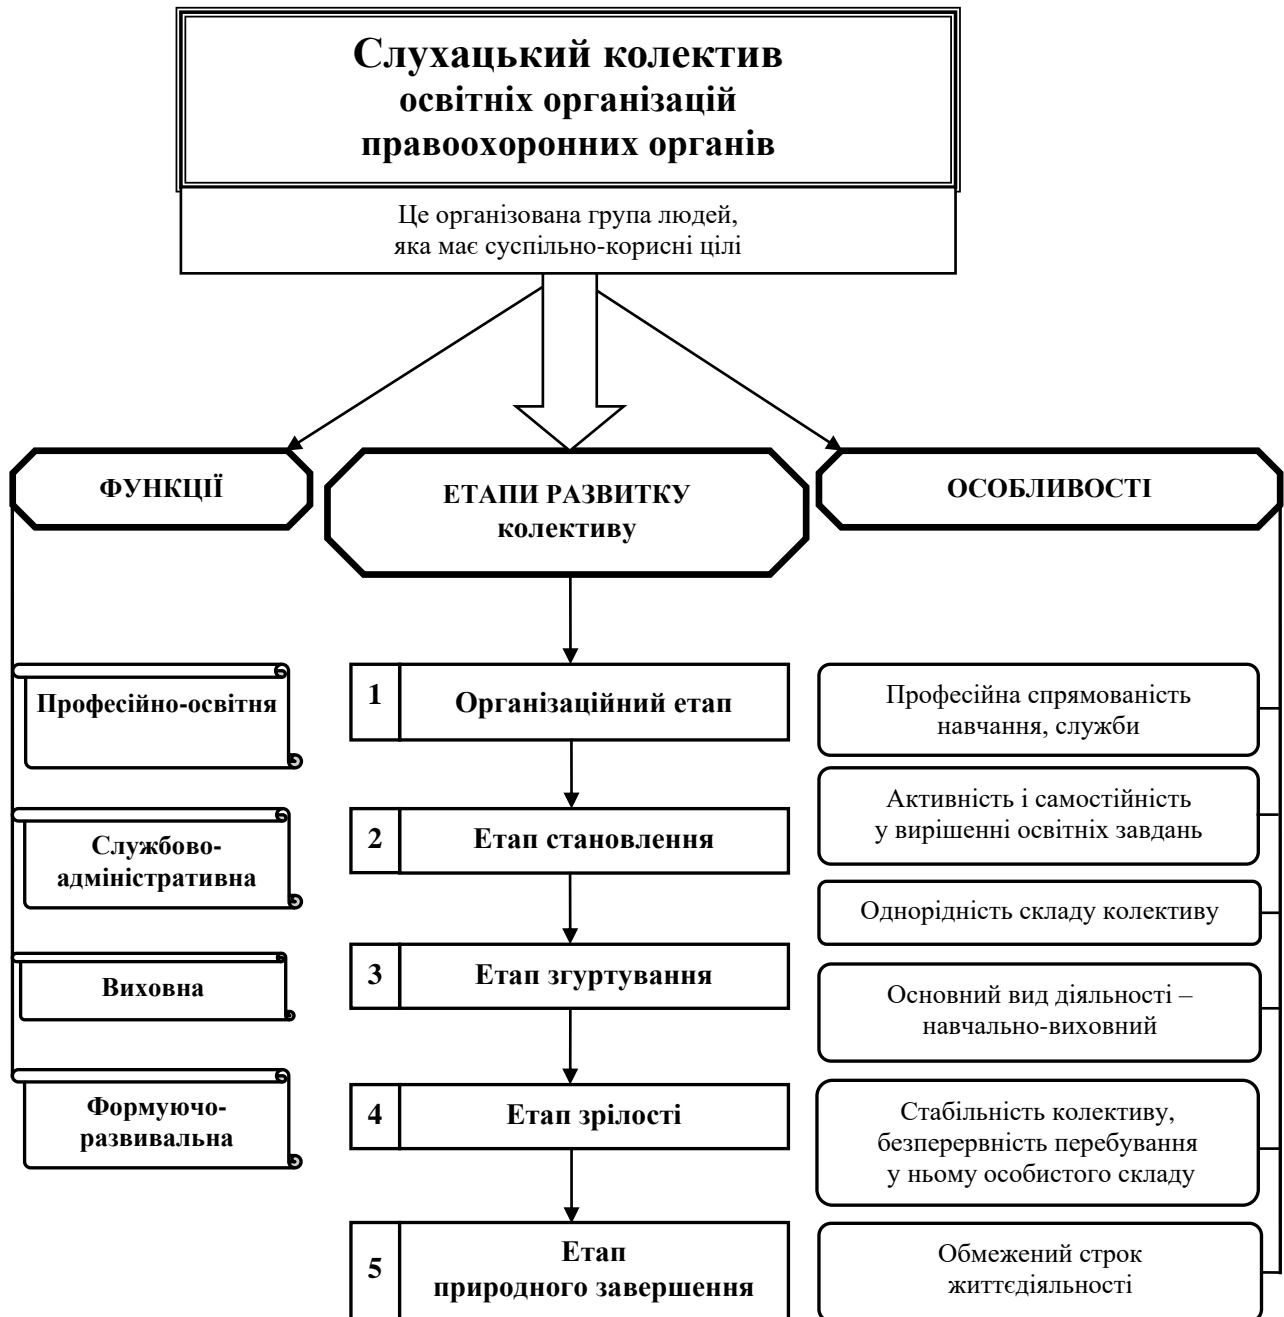 Слухацький колектив
освітніх організацій
правоохоронних органів
Це організована група людей,
яка має суспільно-корисні цілі
ФУНКЦІЇ
ЕТАПИ РАЗВИТКУ
колективу
ОСОБЛИВОСТІ
Професійно-освітня
Службово-
адміністративна
Виховна
Формуючо-
развивальна
1
Організаційний етап
2
Етап становлення
3
Етап згуртування
4
Етап зрілості
5
Етап
природного завершення
Професійна спрямованість
навчання, служби
Активність і самостійність
у вирішенні освітніх завдань
Однорідність складу колективу
Основний вид діяльності –
навчально-виховний
Стабільність колективу,
безперервність перебування
у ньому особистого складу
Обмежений строк
життєдіяльності